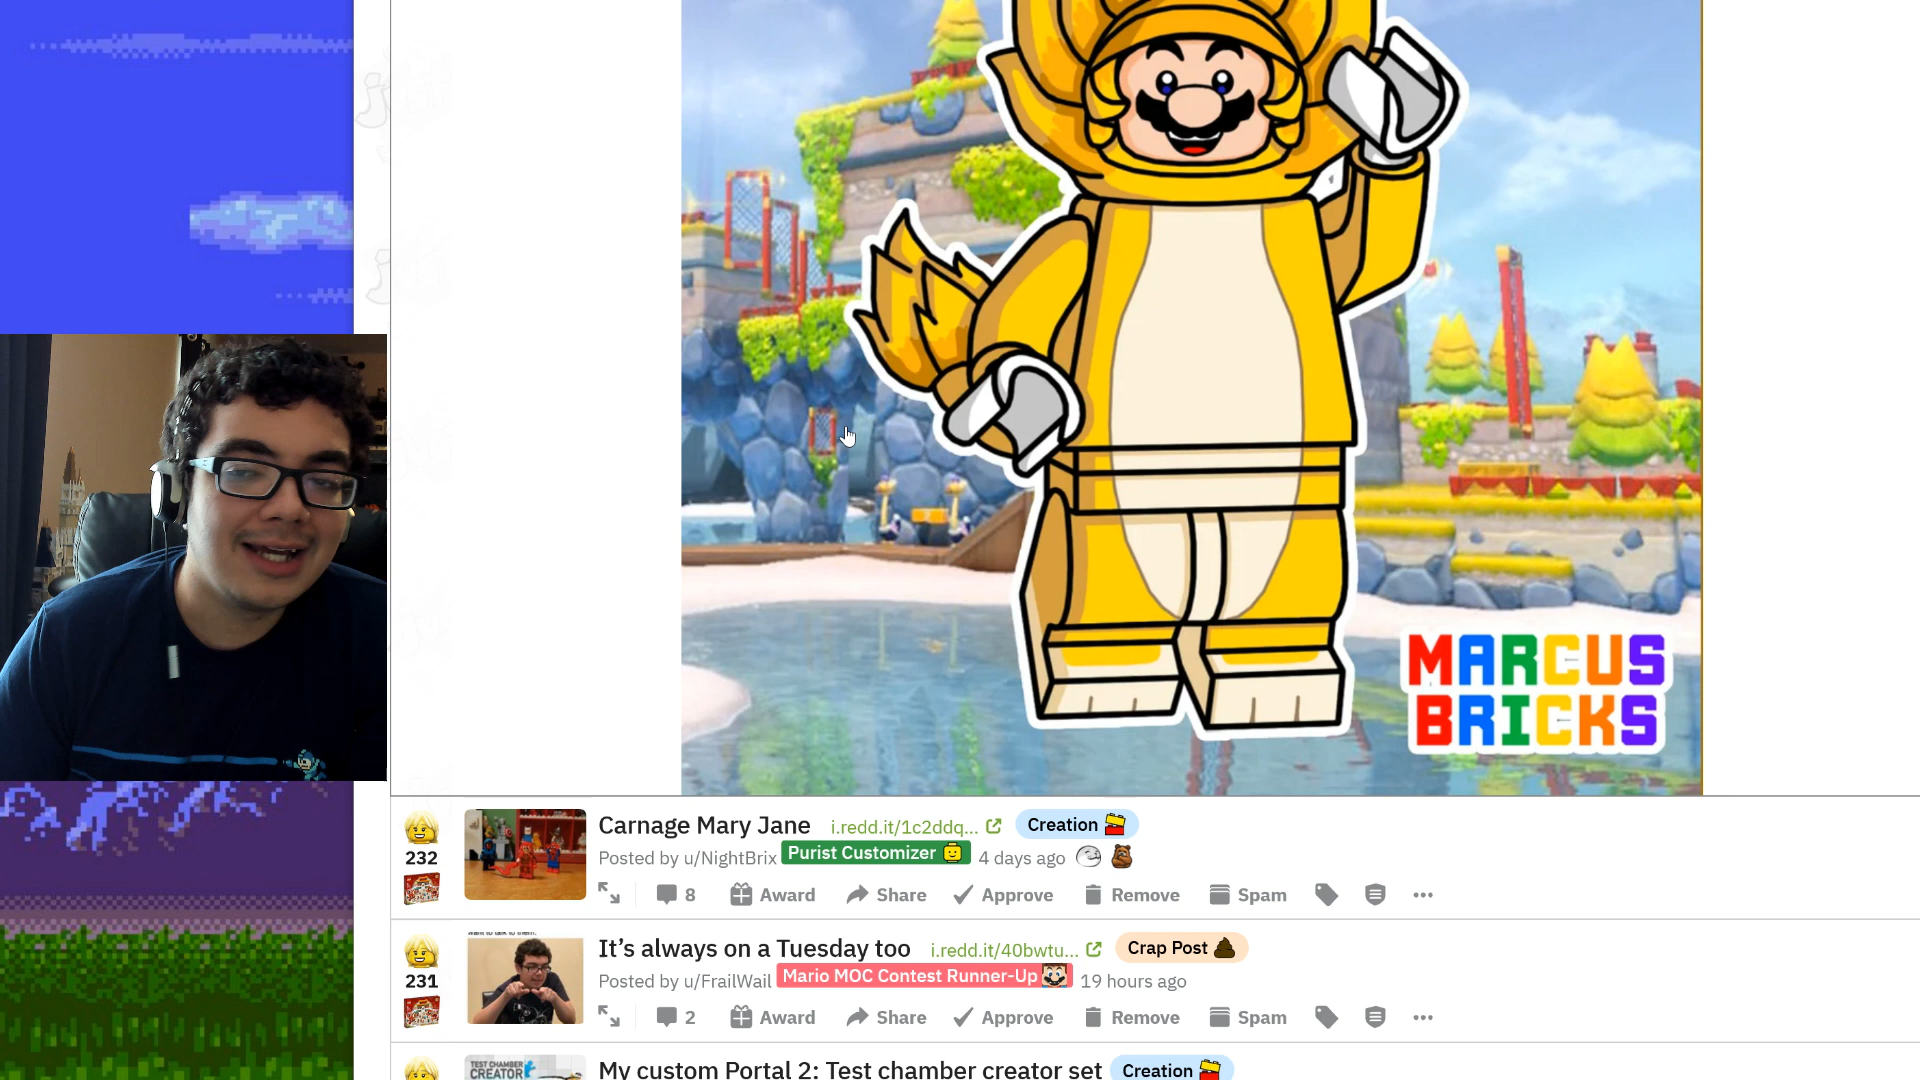 MARCUS
BRICKS
Carnage Mary Jane i.redd.it/1c2ddq... Creation
232
Posted by u/NightBrix Purist Customizer 4 days ago
8 Award Share Approve Remove Spam
It’s always on a Tuesday too i.redd.it/40bwtu... Crap Post
231
Posted by u/FrailWail Mario MOC Contest Runner-Up 19 hours ago
2 Award Share Approve Remove Spam
TEST CHAMBER
CREATOR
My custom Portal 2: Test chamber creator set Creation